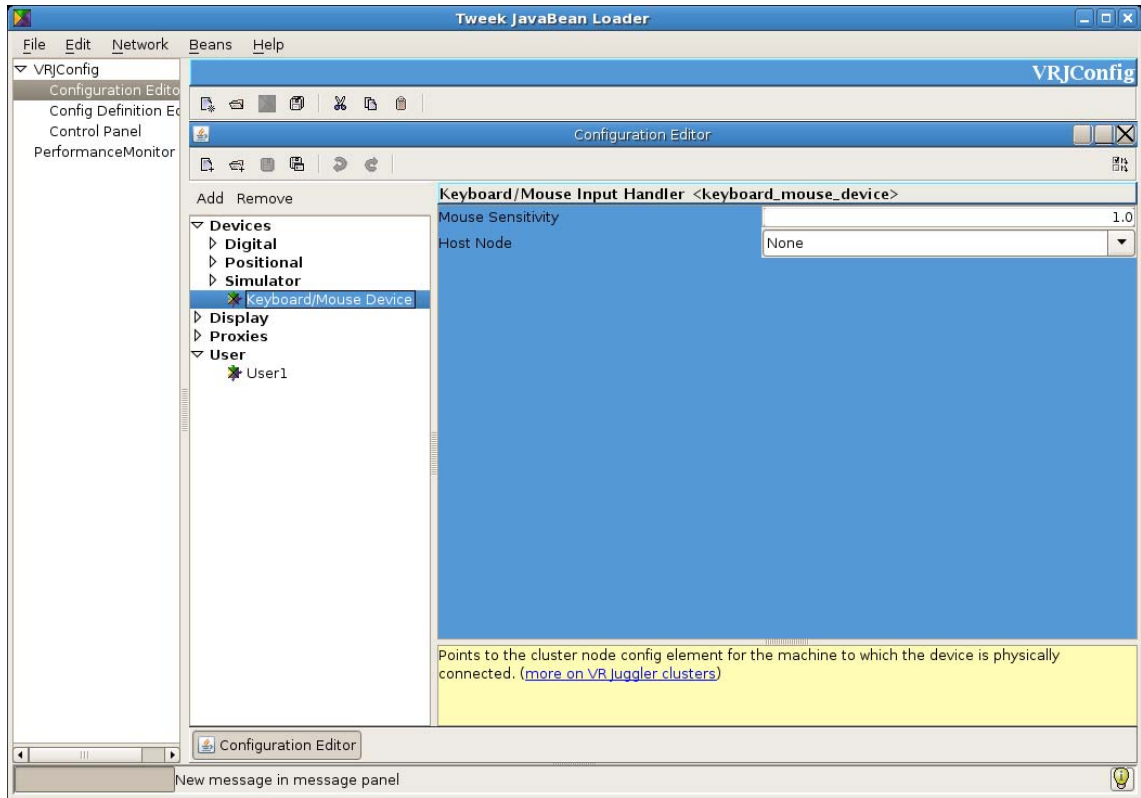 Tweek JavaBean Loader
File Edit Network Beans Help
VRJConfig
Configuration Edito
Config Definition Ec
Control Panel
PerformanceMonitor
VRJConfig
Configuration Editor
Add Remove
Devices
Digital
Positional
Simulator
Keyboard/Mouse Device
Display
Proxies
User
User1
Keyboard/Mouse Input Handler <keyboard_mouse_device>
Mouse Sensitivity 1.0
Host Node None
Points to the cluster node config element for the machine to which the device is physically
connected. (more on VR Juggler clusters)
Configuration Editor
New message in message panel